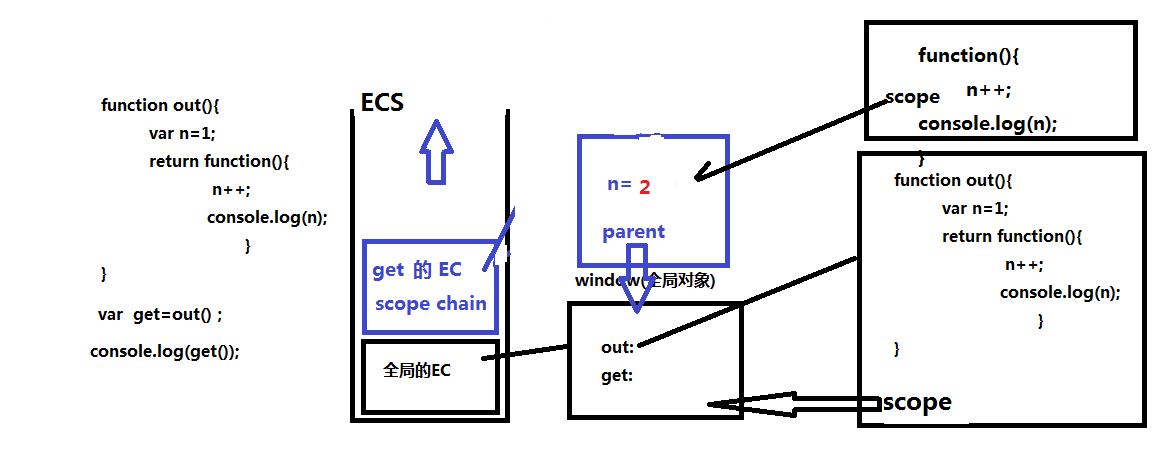 function out(){
var n=1;
return function(){
n++;
console.log(n);
}
}
var get=out() ;
console.log(get());
ECS
get 的 EC
scope chain
全局的EC
n= 2
parent
window(全局对象)
out:
get:
function(){
scope n++;
console.log(n);
}
function out(){
var n=1;
return function(){
n++;
console.log(n);
}
}
scope